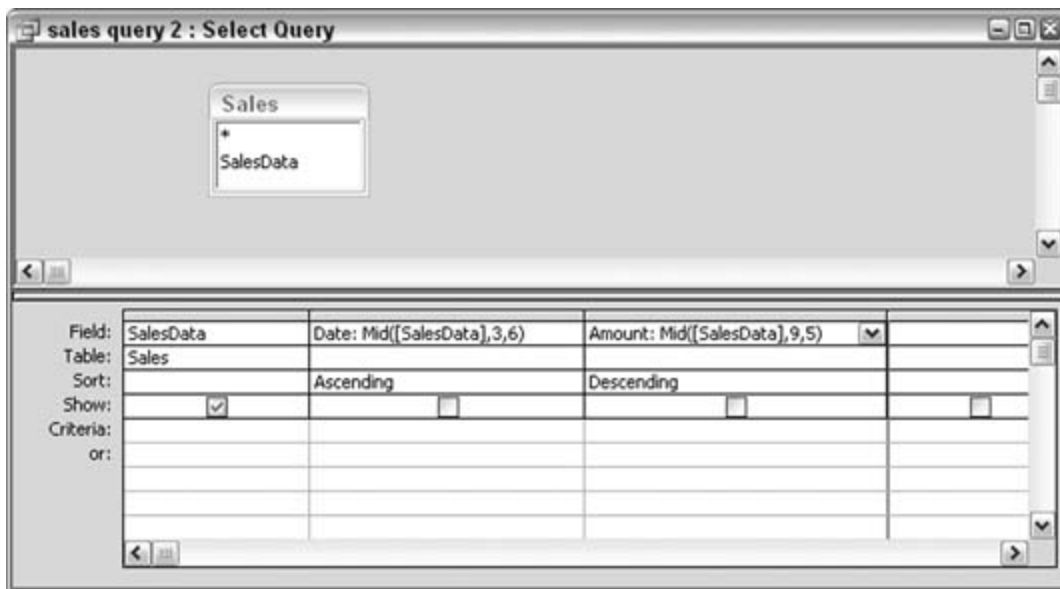 sales query 2 : Select Query
Sales
*
SalesData
Field: SalesData Date: Mid([SalesData],3,6) Amount: Mid([SalesData],9,5)
Table: Sales
Sort: Ascending Descending
Show:
Criteria:
or: